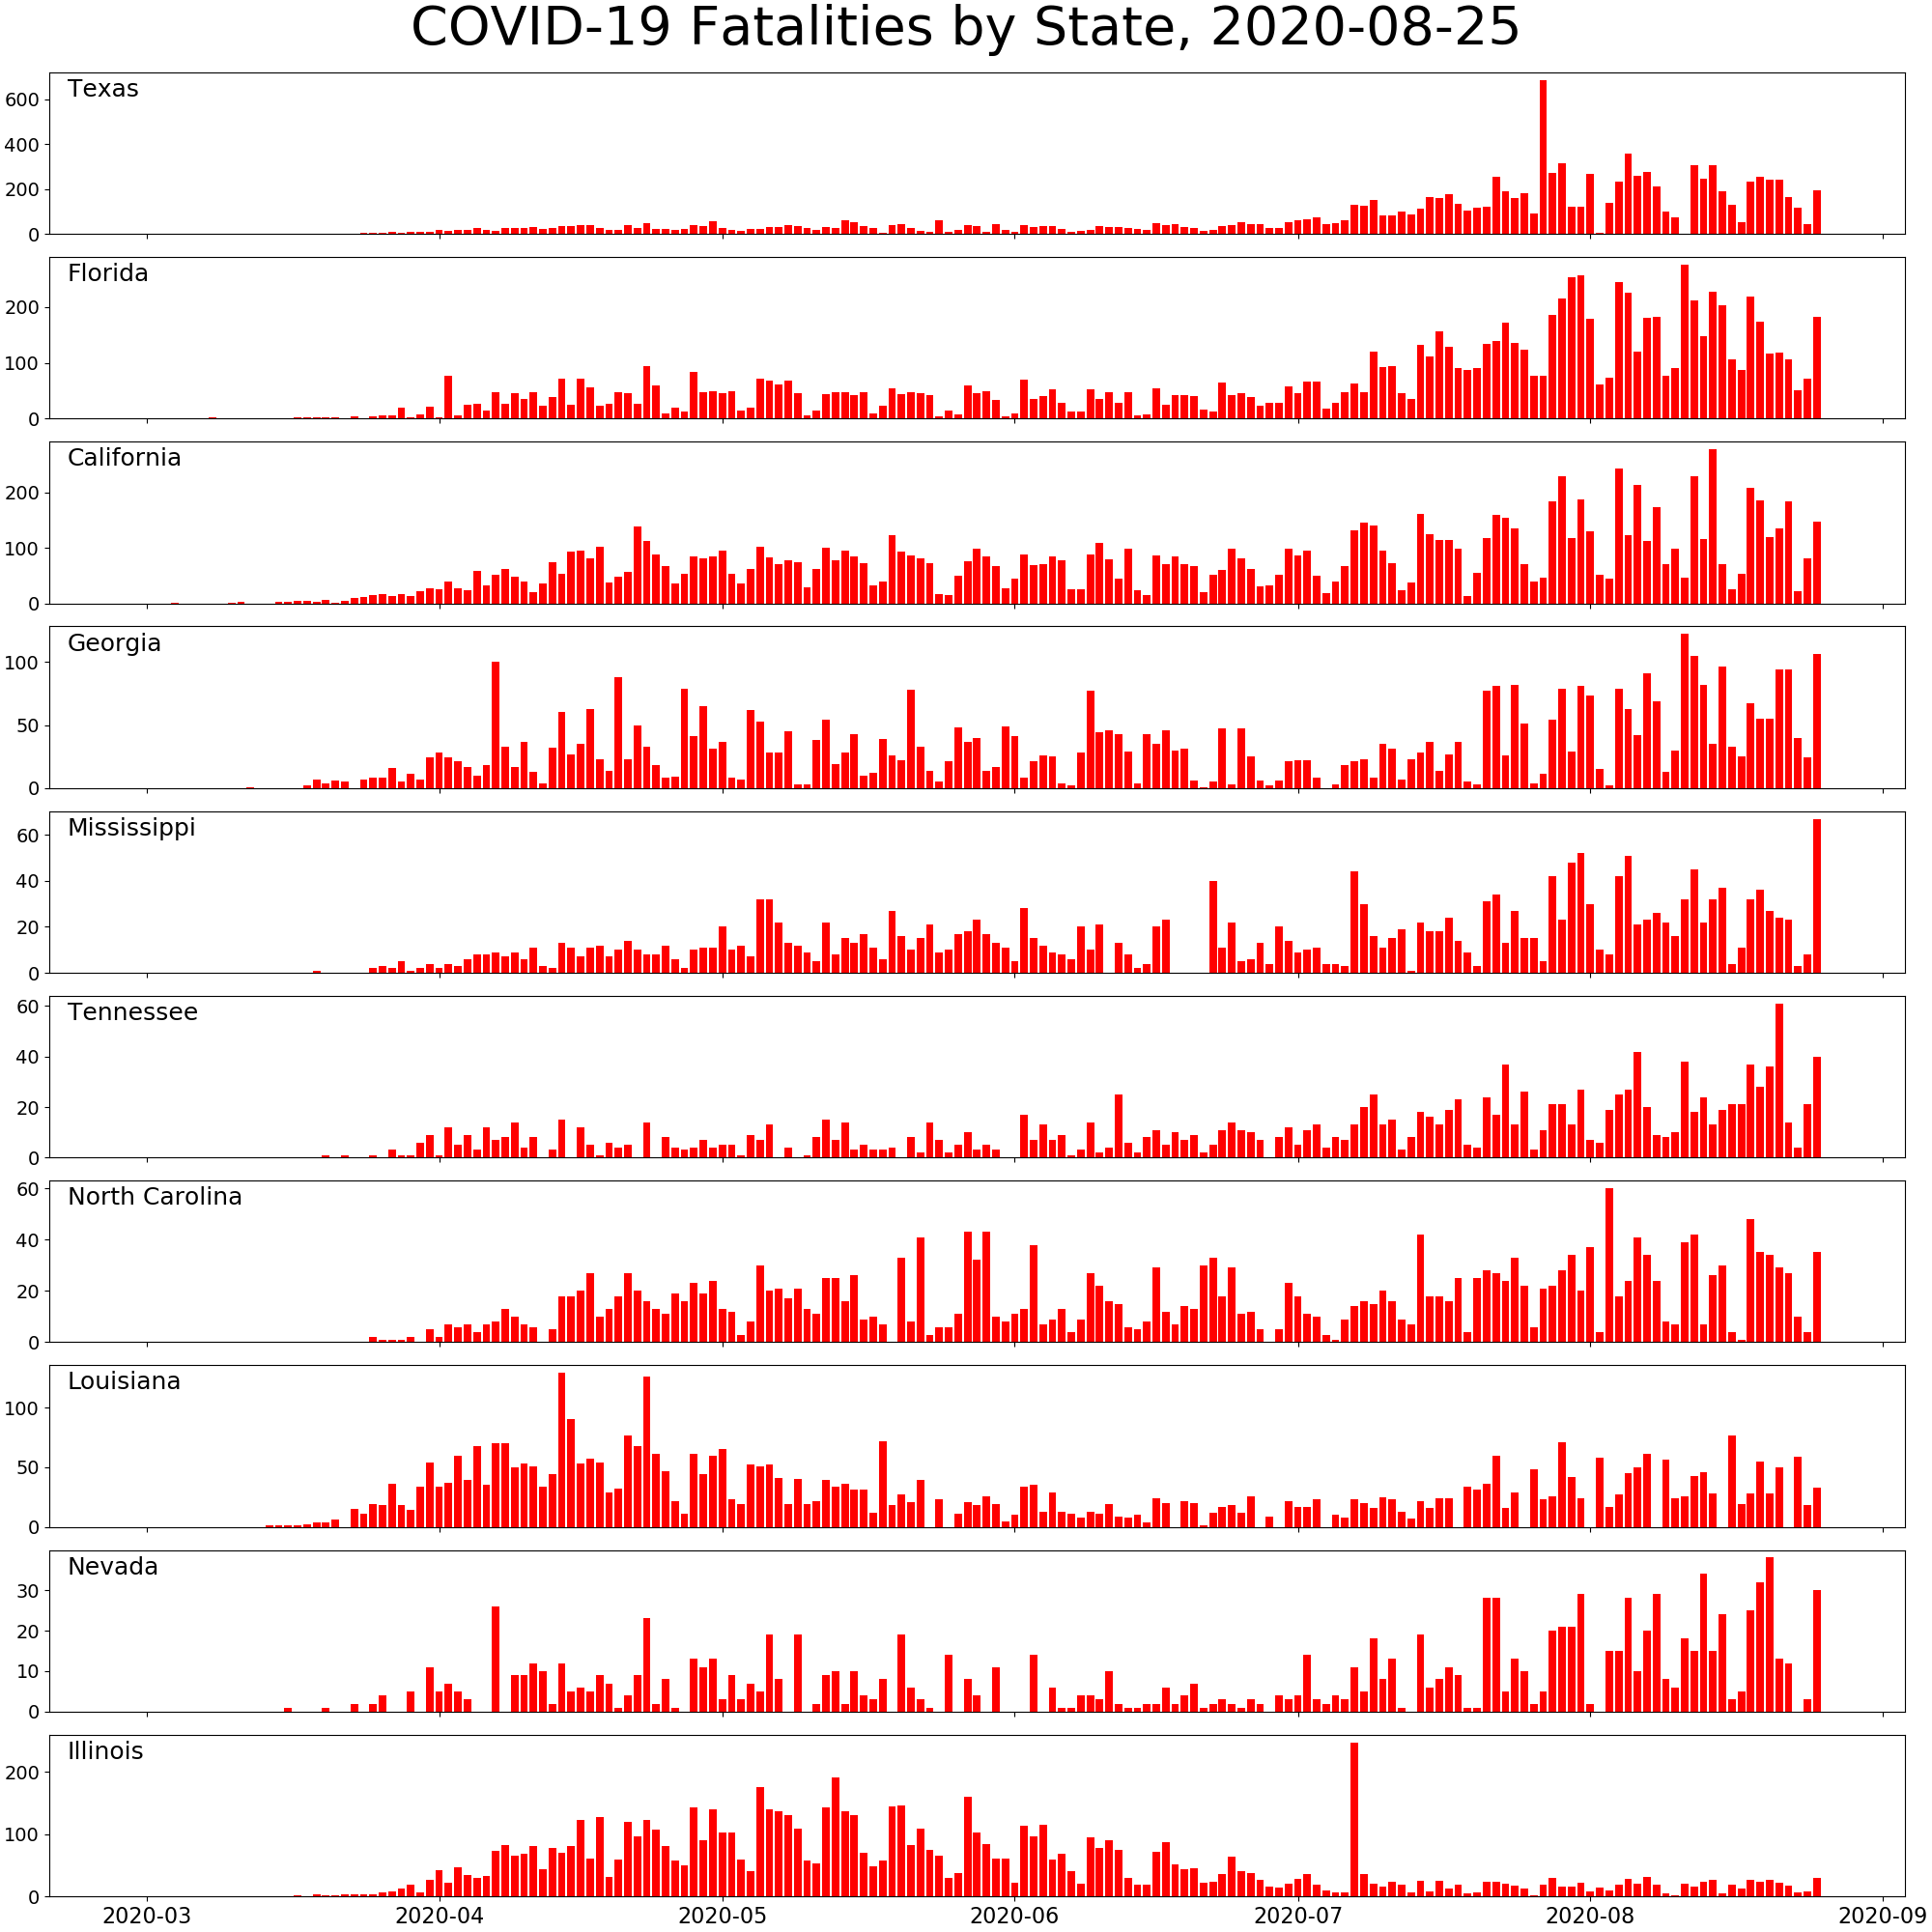 COVID-19 Fatalities by State, 2020-08-25
Texas
600
400
200
0
Florida
200
100
0
California
200
100
0
Georgia
100
50
0
Mississippi
60
40
20
0
Tennessee
60
40
20
0
North Carolina
60
40
20
0
Louisiana
100
50
0
Nevada
30
20
10
0
Illinois
200
100
0
2020-03 2020-04 2020-05 2020-06 2020-07 2020-08 2020-09